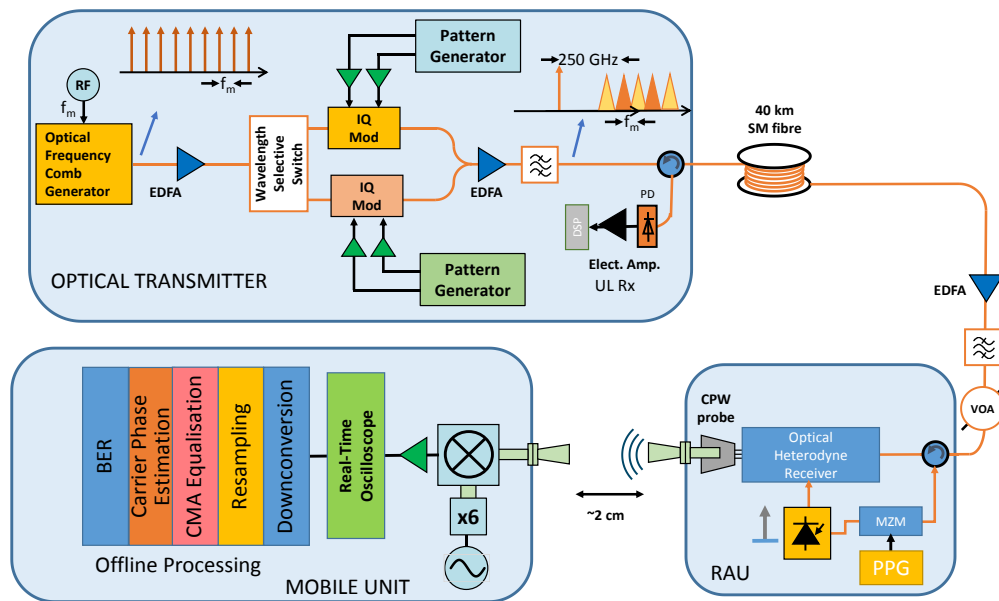 RF
f_m
Optical
Frequency
Comb
Generator
f_m
EDFA
Wavelength
Selective
Switch
IQ
Mod
IQ
Mod
Pattern
Generator
Pattern
Generator
EDFA
250 GHz
f_m
PD
DSP
Elect. Amp.
UL Rx
OPTICAL TRANSMITTER
40 km
SM fibre
EDFA
VOA
BER
Carrier Phase
Estimation
CMA Equalisation
Resampling
Downconversion
Real-Time
Oscilloscope
x6
Offline Processing
MOBILE UNIT
~2 cm
CPW
probe
Optical
Heterodyne
Receiver
MZM
PPG
RAU